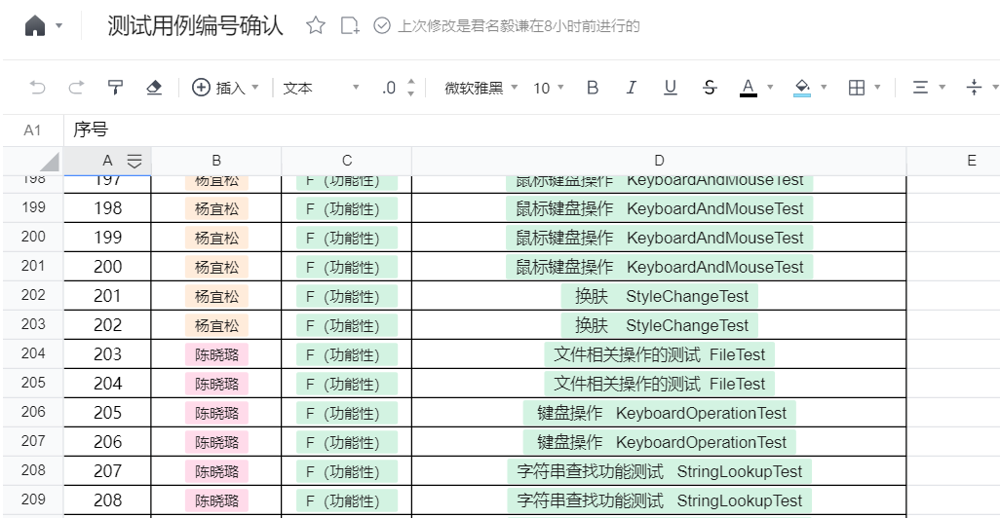 测试用例编号确认 上次修改是君名毅谦在8小时前进行的
插入 文本 .0 微软雅黑 10 B I U S A
A1 序号
A B C D E
198 197 杨宜松 F（功能性） 鼠标键盘操作 KeyboardAndMouseTest
199 198 杨宜松 F（功能性） 鼠标键盘操作 KeyboardAndMouseTest
200 199 杨宜松 F（功能性） 鼠标键盘操作 KeyboardAndMouseTest
201 200 杨宜松 F（功能性） 鼠标键盘操作 KeyboardAndMouseTest
202 201 杨宜松 F（功能性） 换肤 StyleChangeTest
203 202 杨宜松 F（功能性） 换肤 StyleChangeTest
204 203 陈晓璐 F（功能性） 文件相关操作的测试 FileTest
205 204 陈晓璐 F（功能性） 文件相关操作的测试 FileTest
206 205 陈晓璐 F（功能性） 键盘操作 KeyboardOperationTest
207 206 陈晓璐 F（功能性） 键盘操作 KeyboardOperationTest
208 207 陈晓璐 F（功能性） 字符串查找功能测试 StringLookupTest
209 208 陈晓璐 F（功能性） 字符串查找功能测试 StringLookupTest